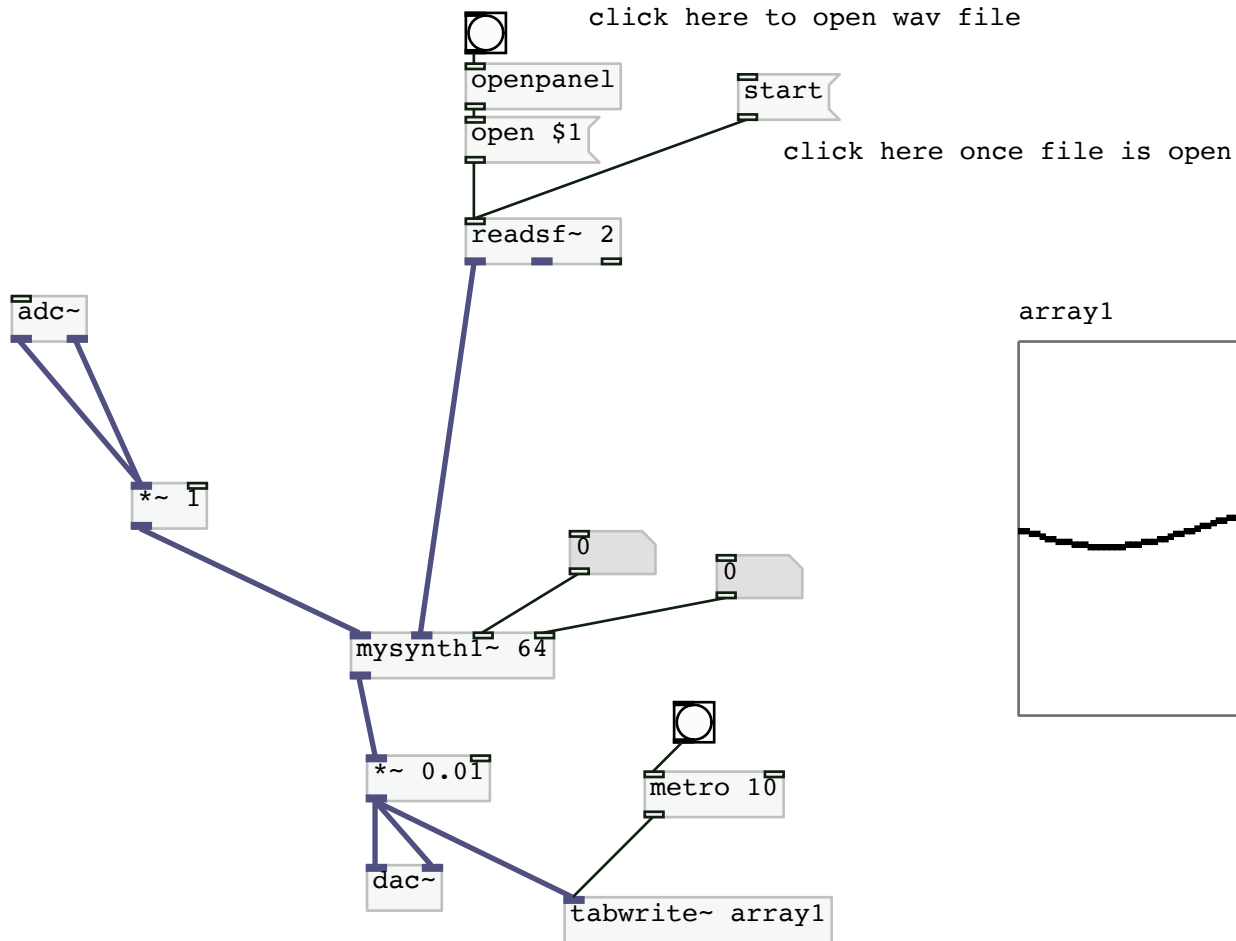 click here to open wav file
openpanel
start
open $1
click here once file is open
readsf~ 2
adc~
array1
*~ 1
0
0
mysynth1~ 64
*~ 0.01
metro 10
dac~
tabwrite~ array1